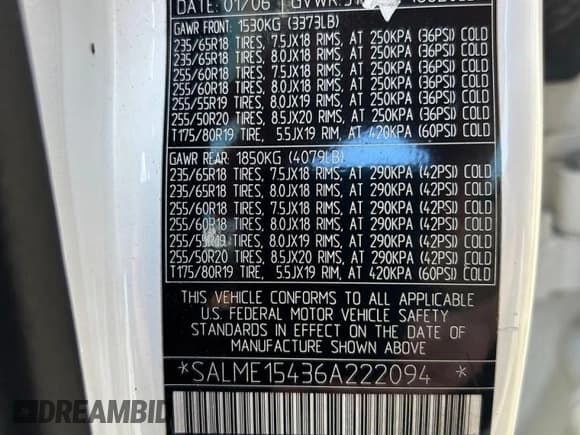 DATE: 01/06 GVWR:
GAWR FRONT: 1530KG (3373LB)
235/65R18 TIRES, 7.5JX18 RIMS, AT 250KPA (36PSI) COLD
235/65R18 TIRES, 8.0JX18 RIMS, AT 250KPA (36PSI) COLD
255/60R18 TIRES, 7.5JX18 RIMS, AT 250KPA (36PSI) COLD
255/60R18 TIRES, 8.0JX18 RIMS, AT 250KPA (36PSI) COLD
255/55R19 TIRES, 8.0JX19 RIMS, AT 250KPA (36PSI) COLD
255/50R20 TIRES, 8.5JX20 RIMS, AT 250KPA (36PSI) COLD
T175/80R19 TIRE, 5.5JX19 RIM, AT 420KPA (60PSI) COLD
GAWR REAR: 1850KG (4079LB)
235/65R18 TIRES, 7.5JX18 RIMS, AT 290KPA (42PSI) COLD
235/65R18 TIRES, 8.0JX18 RIMS, AT 290KPA (42PSI) COLD
255/60R18 TIRES, 7.5JX18 RIMS, AT 290KPA (42PSI) COLD
255/60R18 TIRES, 8.0JX18 RIMS, AT 290KPA (42PSI) COLD
255/55R19 TIRES, 8.0JX19 RIMS, AT 290KPA (42PSI) COLD
255/50R20 TIRES, 8.5JX20 RIMS, AT 290KPA (42PSI) COLD
T175/80R19 TIRE, 5.5JX19 RIM, AT 420KPA (60PSI) COLD
THIS VEHICLE CONFORMS TO ALL APPLICABLE
U.S. FEDERAL MOTOR VEHICLE SAFETY
STANDARDS IN EFFECT ON THE DATE OF
MANUFACTURE SHOWN ABOVE
*SALME15436A222094*
DREAMBID